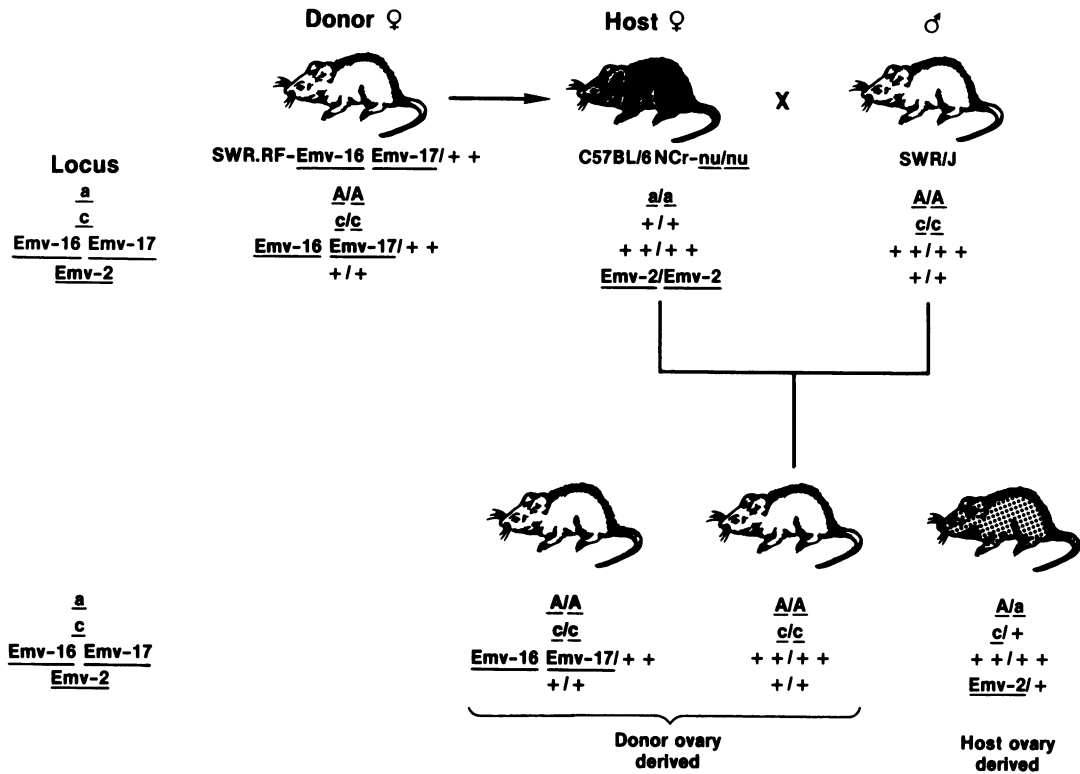 Donor ♀ Host ♀ ♂
X
SWR.RF-Emv-16 Emv-17/+ + C57BL/6NCr-nu/nu SWR/J
Locus
a A/A a/a A/A
c c/c +/+ c/c
Emv-16 Emv-17 Emv-16 Emv-17/+ + + +/+ + + +/+ +
Emv-2 +/+ Emv-2/Emv-2 +/+
a A/A A/A A/a
c c/c c/c c/+
Emv-16 Emv-17 Emv-16 Emv-17/+ + + +/+ + + +/+ +
Emv-2 +/+ +/+ Emv-2/+
Donor ovary
derived
Host ovary
derived